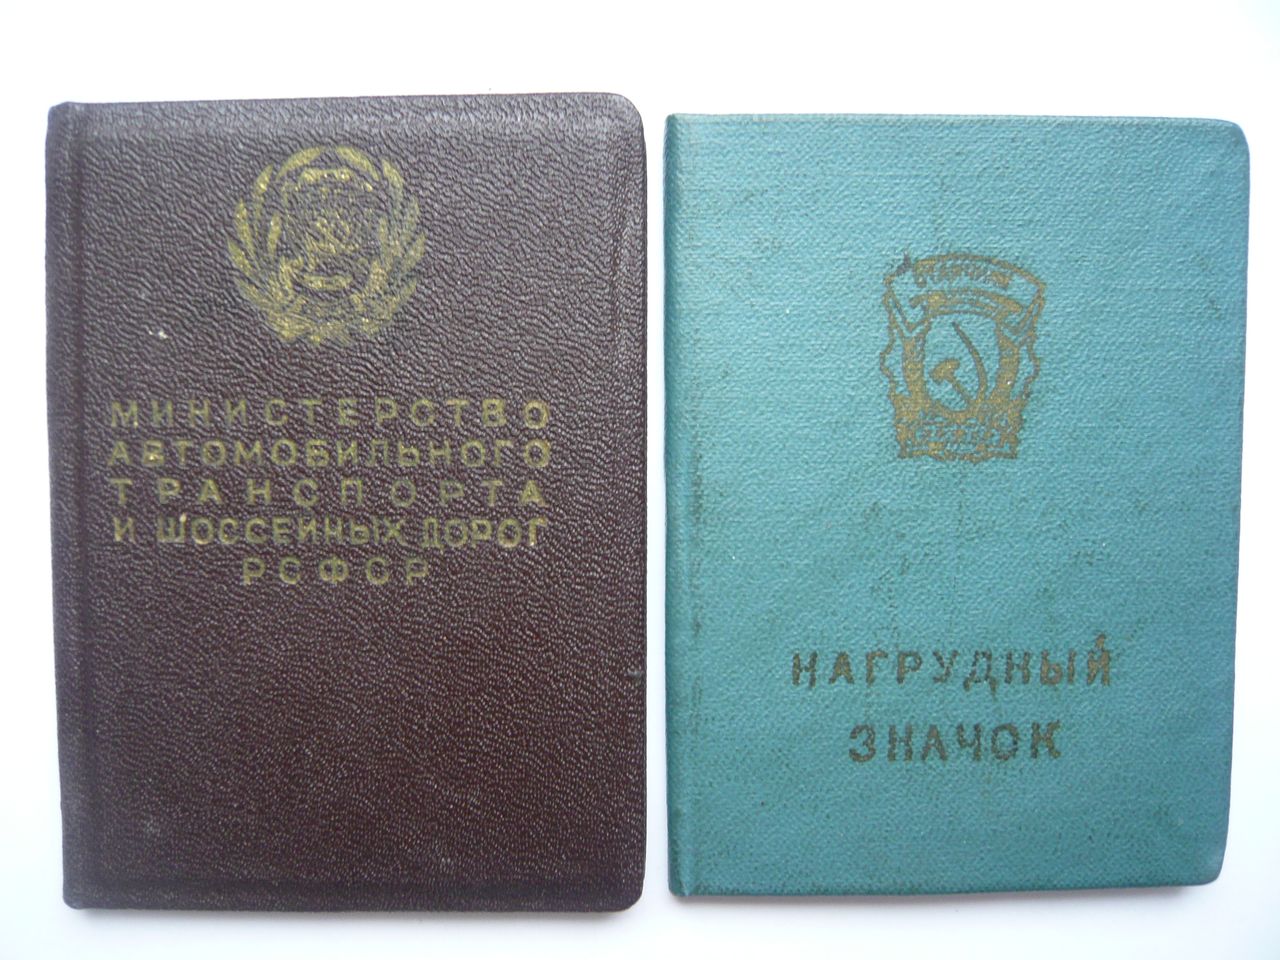 МИНИСТЕРСТВО
АВТОМОБИЛЬНОГО
ТРАНСПОРТА
И ШОССЕЙНЫХ ДОРОГ
РСФСР
НАГРУДНЫЙ
ЗНАЧОК